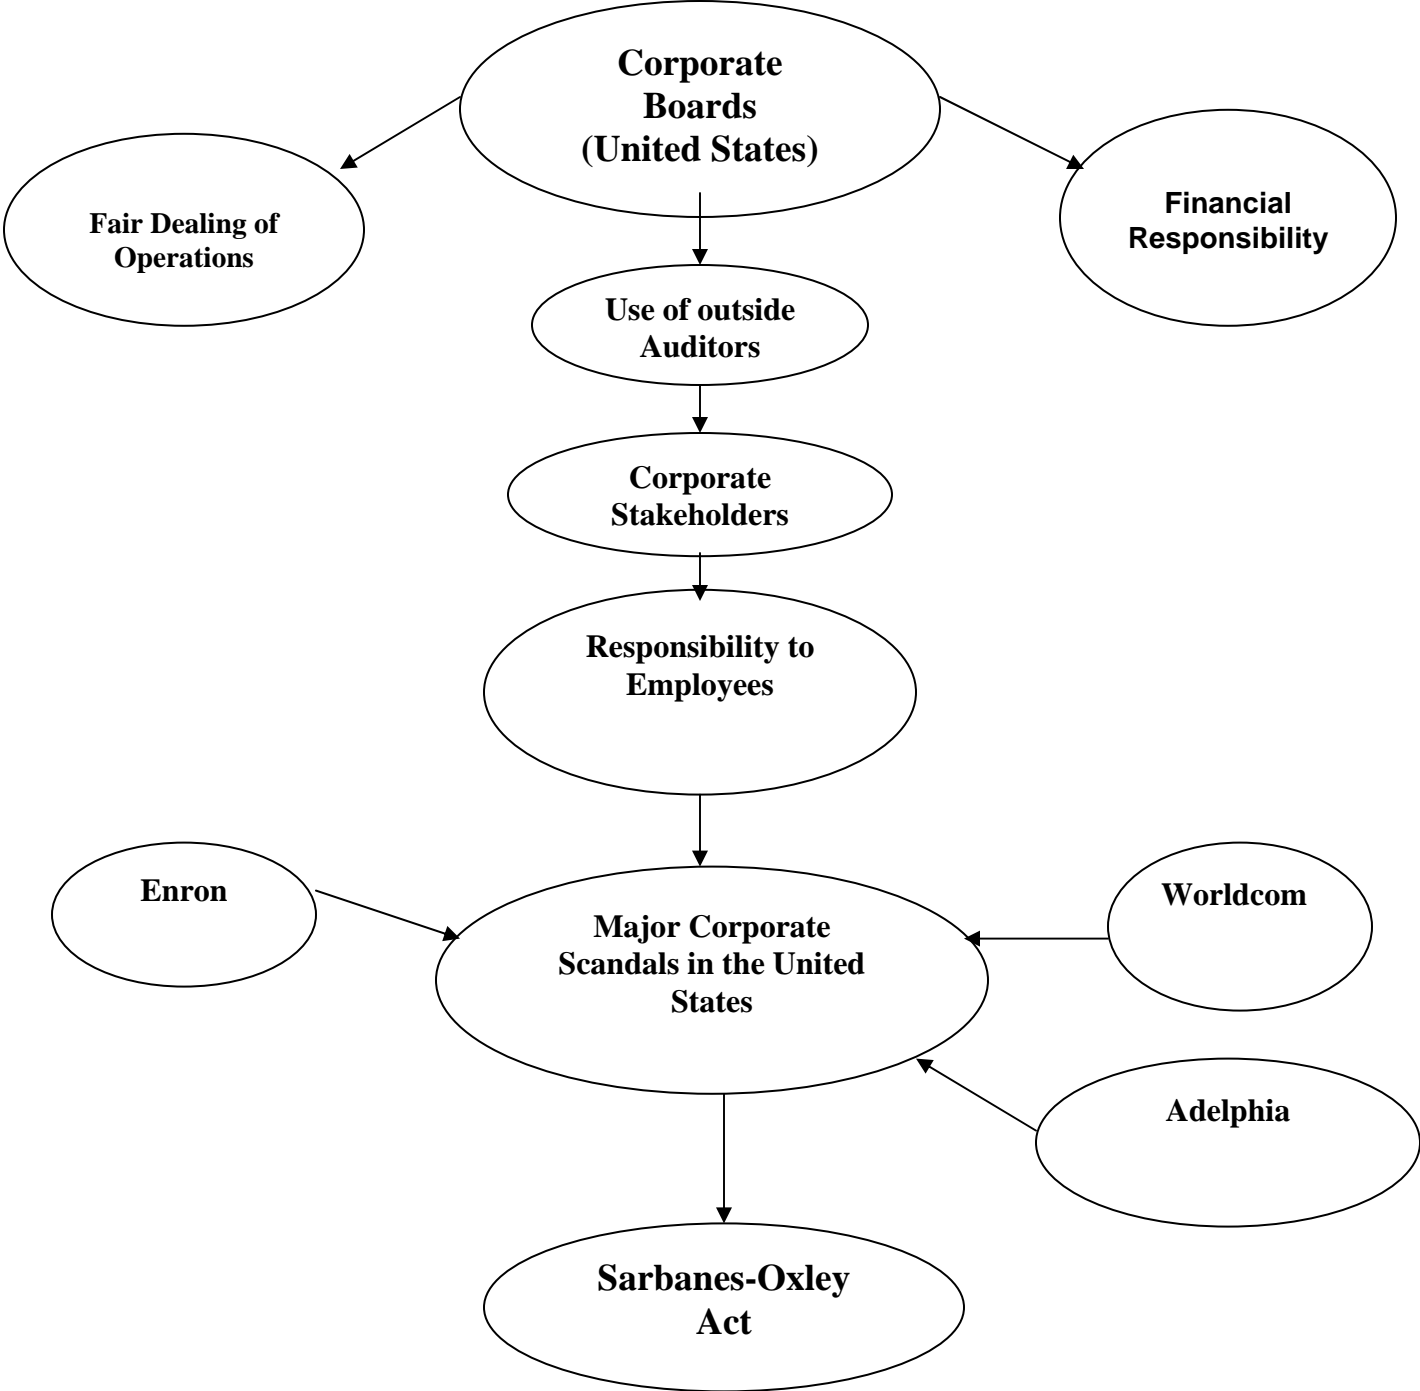 Corporate
Boards
(United States)
Fair Dealing of
Operations
Financial
Responsibility
Use of outside
Auditors
Corporate
Stakeholders
Responsibility to
Employees
Enron
Worldcom
Major Corporate
Scandals in the United
States
Adelphia
Sarbanes-Oxley
Act